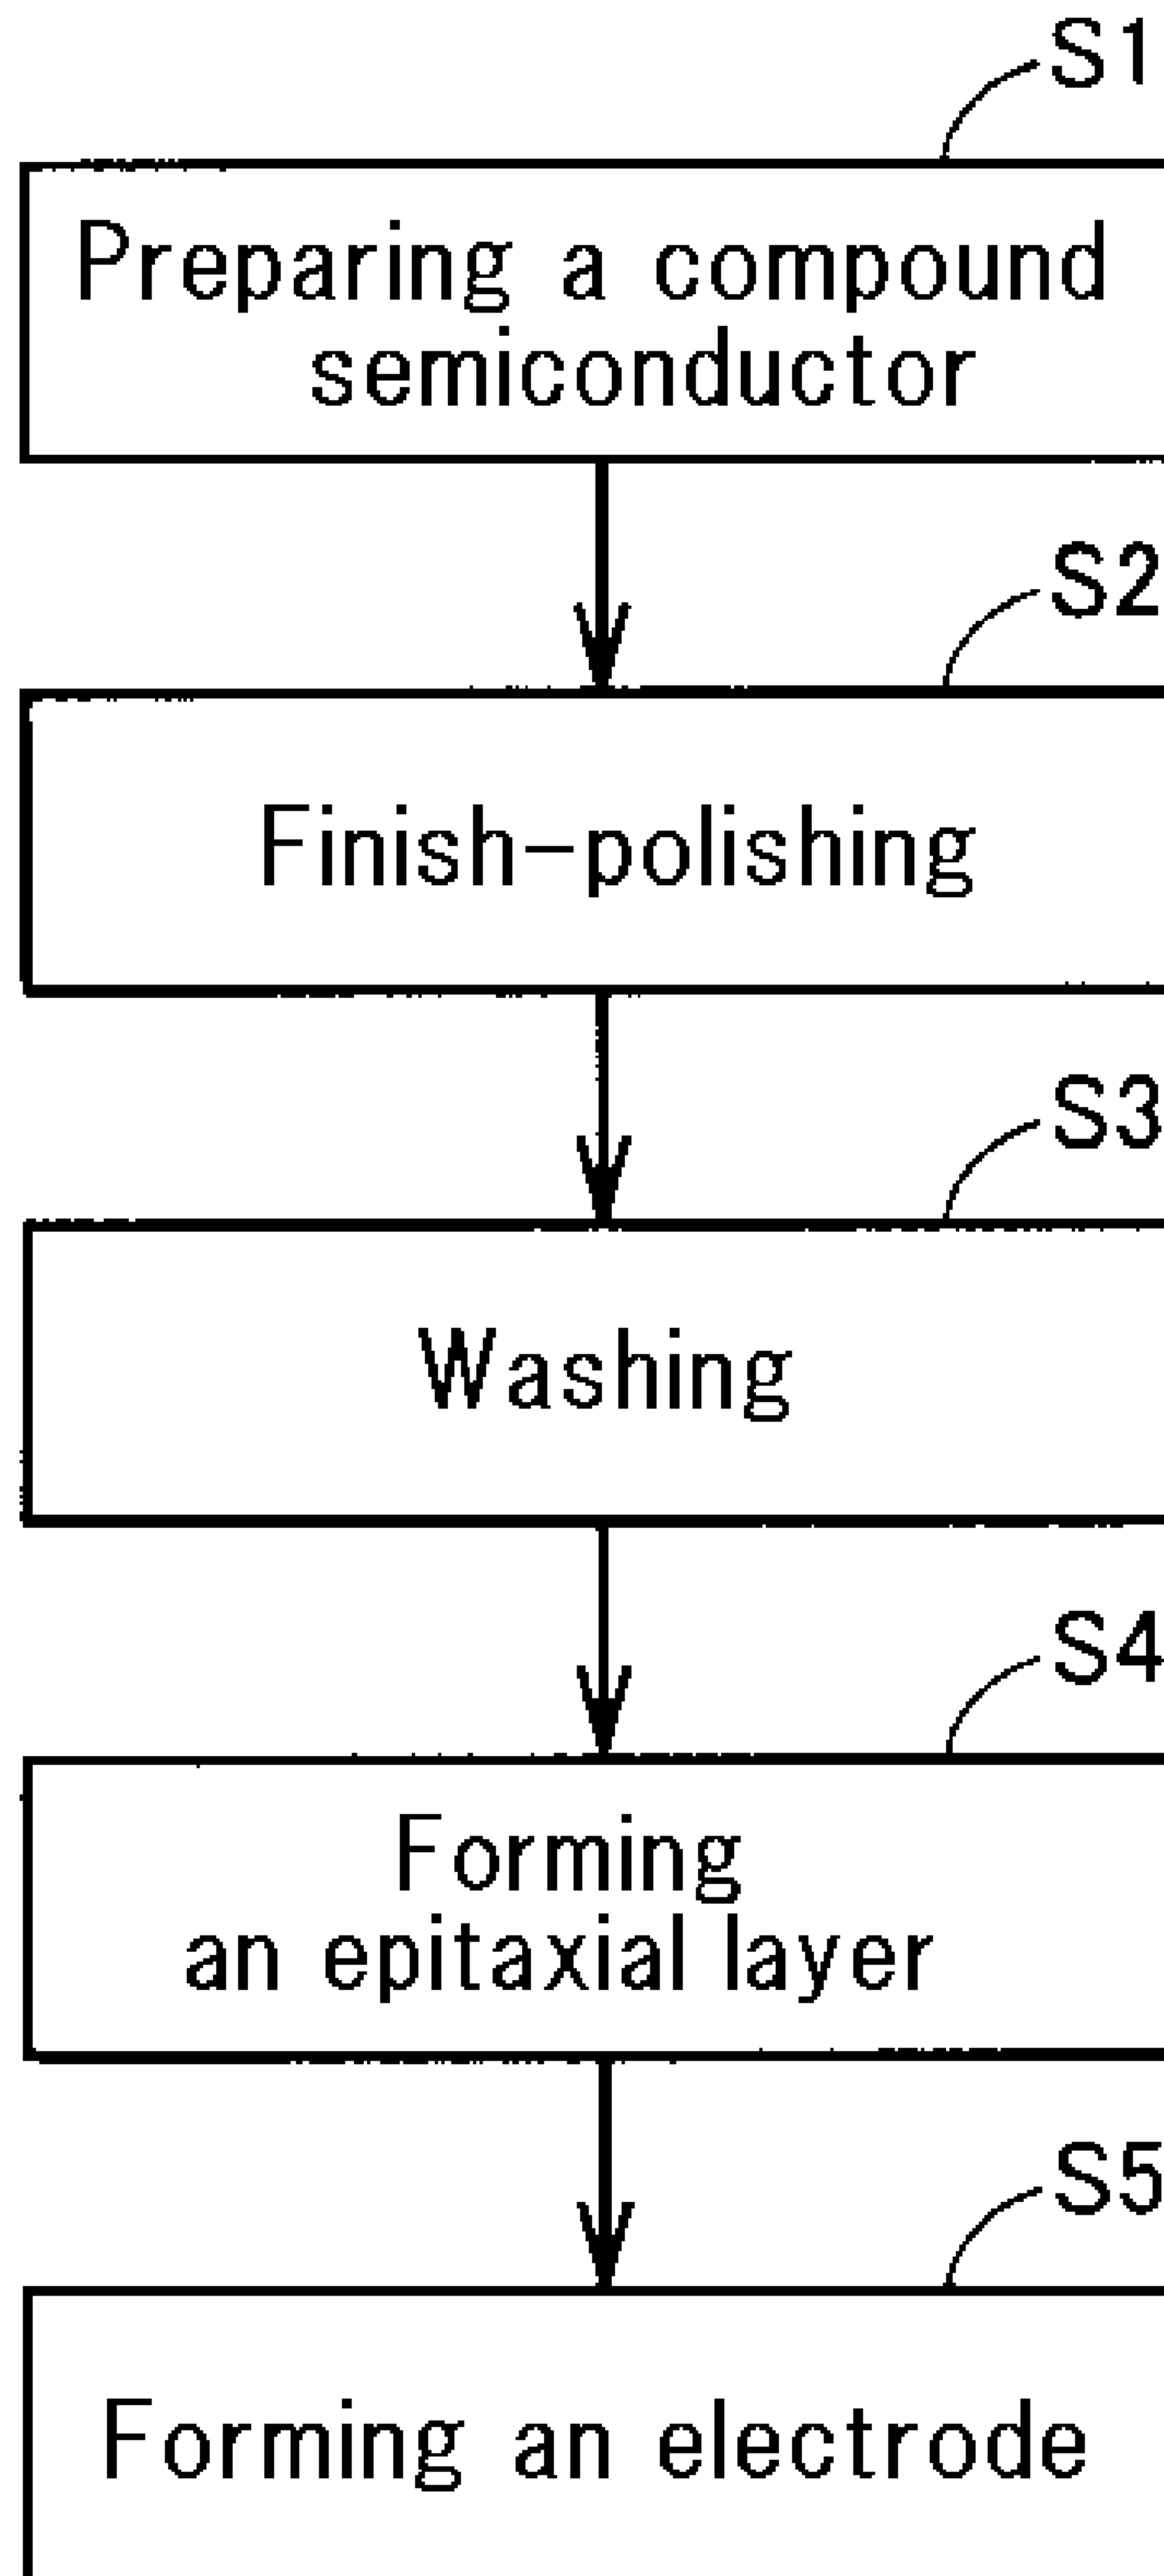 S1
Preparing a compound
semiconductor
S2
Finish-polishing
S3
Washing
S4
Forming
an epitaxial layer
S5
Forming an electrode